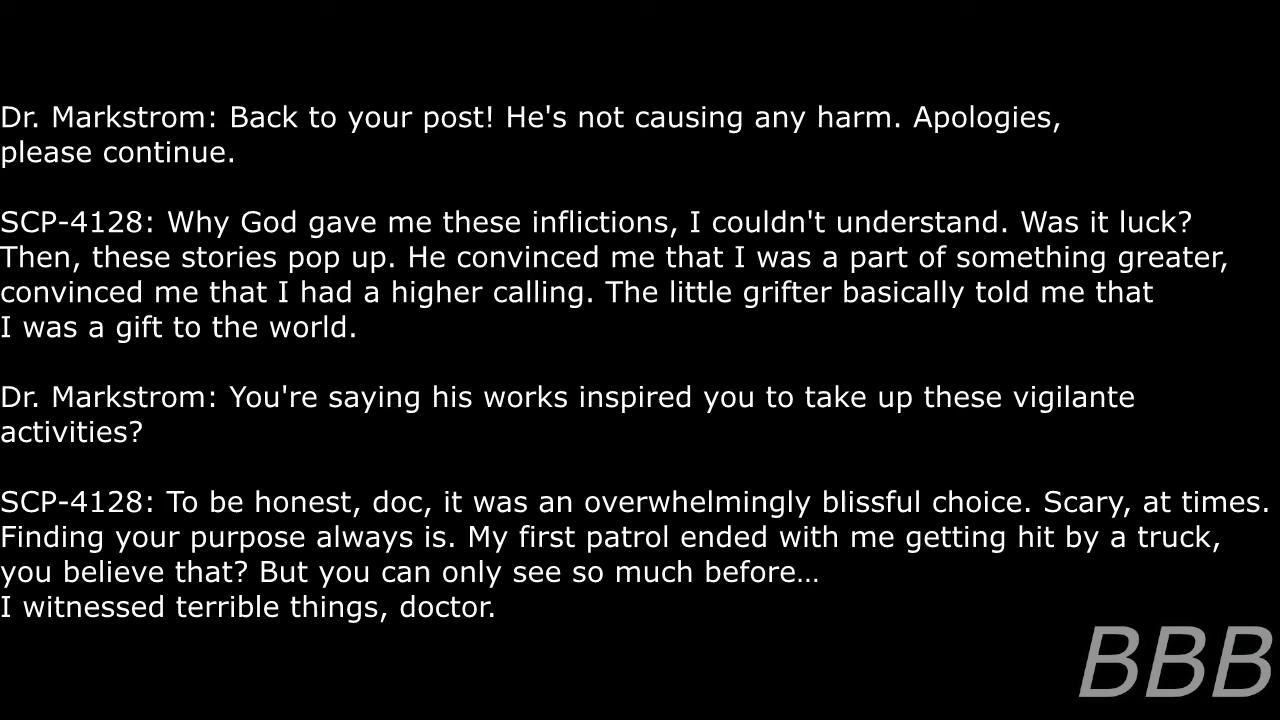 Dr. Markstrom: Back to your post! He's not causing any harm. Apologies,
please continue.
SCP-4128: Why God gave me these inflictions, I couldn't understand. Was it luck?
Then, these stories pop up. He convinced me that I was a part of something greater,
convinced me that I had a higher calling. The little grifter basically told me that
I was a gift to the world.
Dr. Markstrom: You're saying his works inspired you to take up these vigilante
activities?
SCP-4128: To be honest, doc, it was an overwhelmingly blissful choice. Scary, at times.
Finding your purpose always is. My first patrol ended with me getting hit by a truck,
you believe that? But you can only see so much before…
I witnessed terrible things, doctor.
BBB